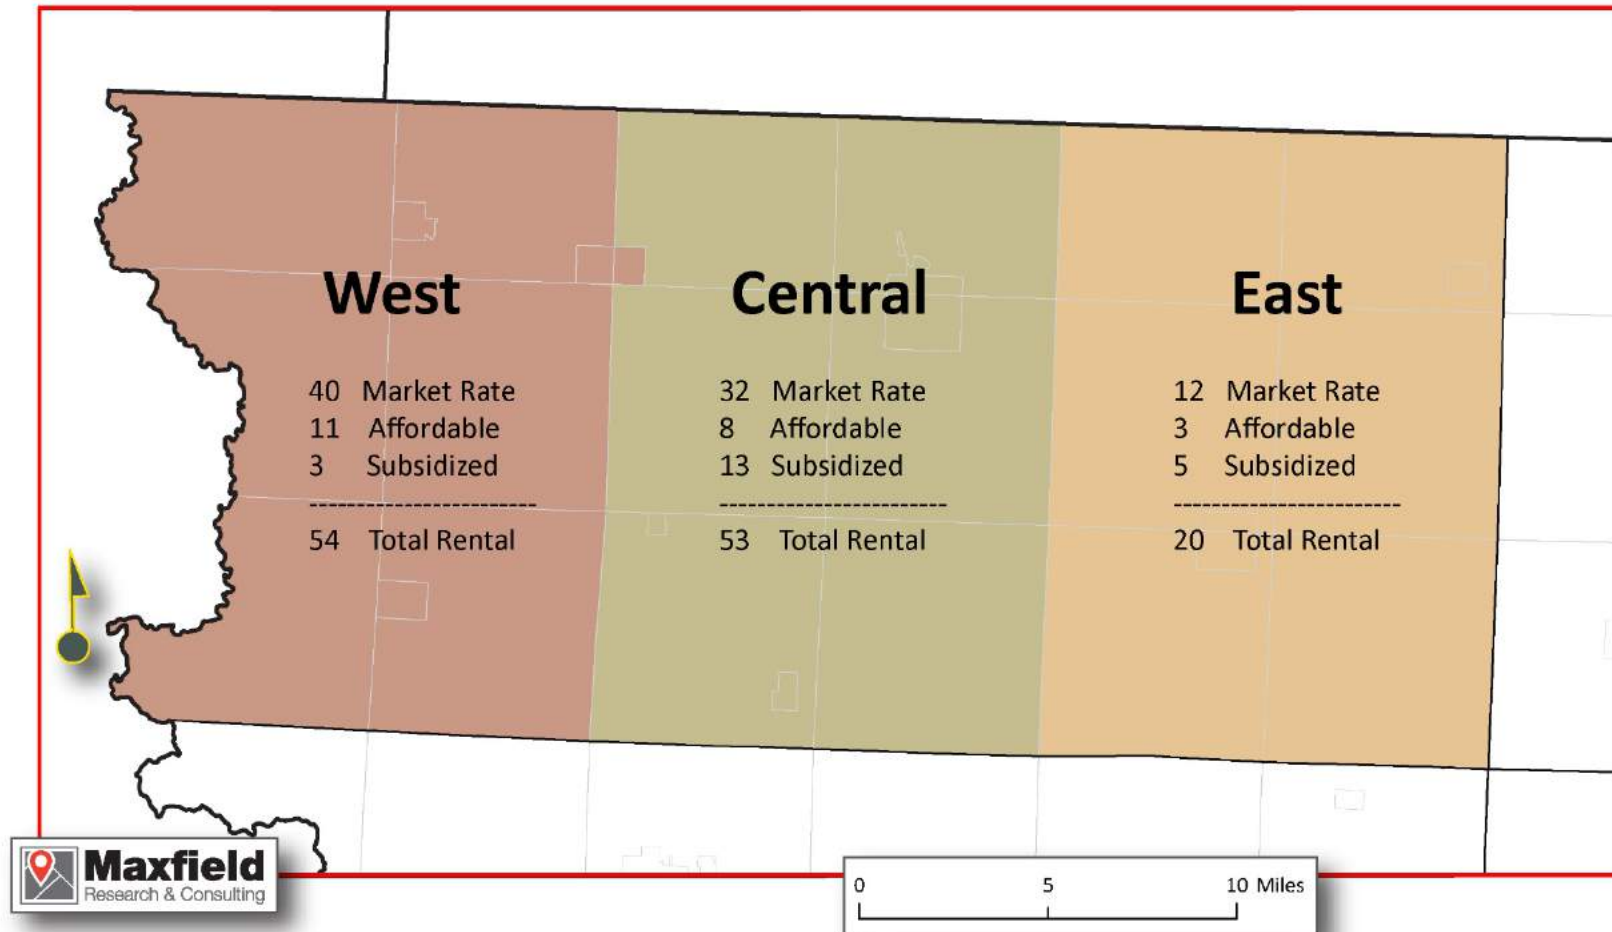 West
40 Market Rate
11 Affordable
3 Subsidized
------------------------
54 Total Rental
Central
32 Market Rate
8 Affordable
13 Subsidized
------------------------
53 Total Rental
East
12 Market Rate
3 Affordable
5 Subsidized
------------------------
20 Total Rental
Maxfield
Research & Consulting
0 5 10 Miles